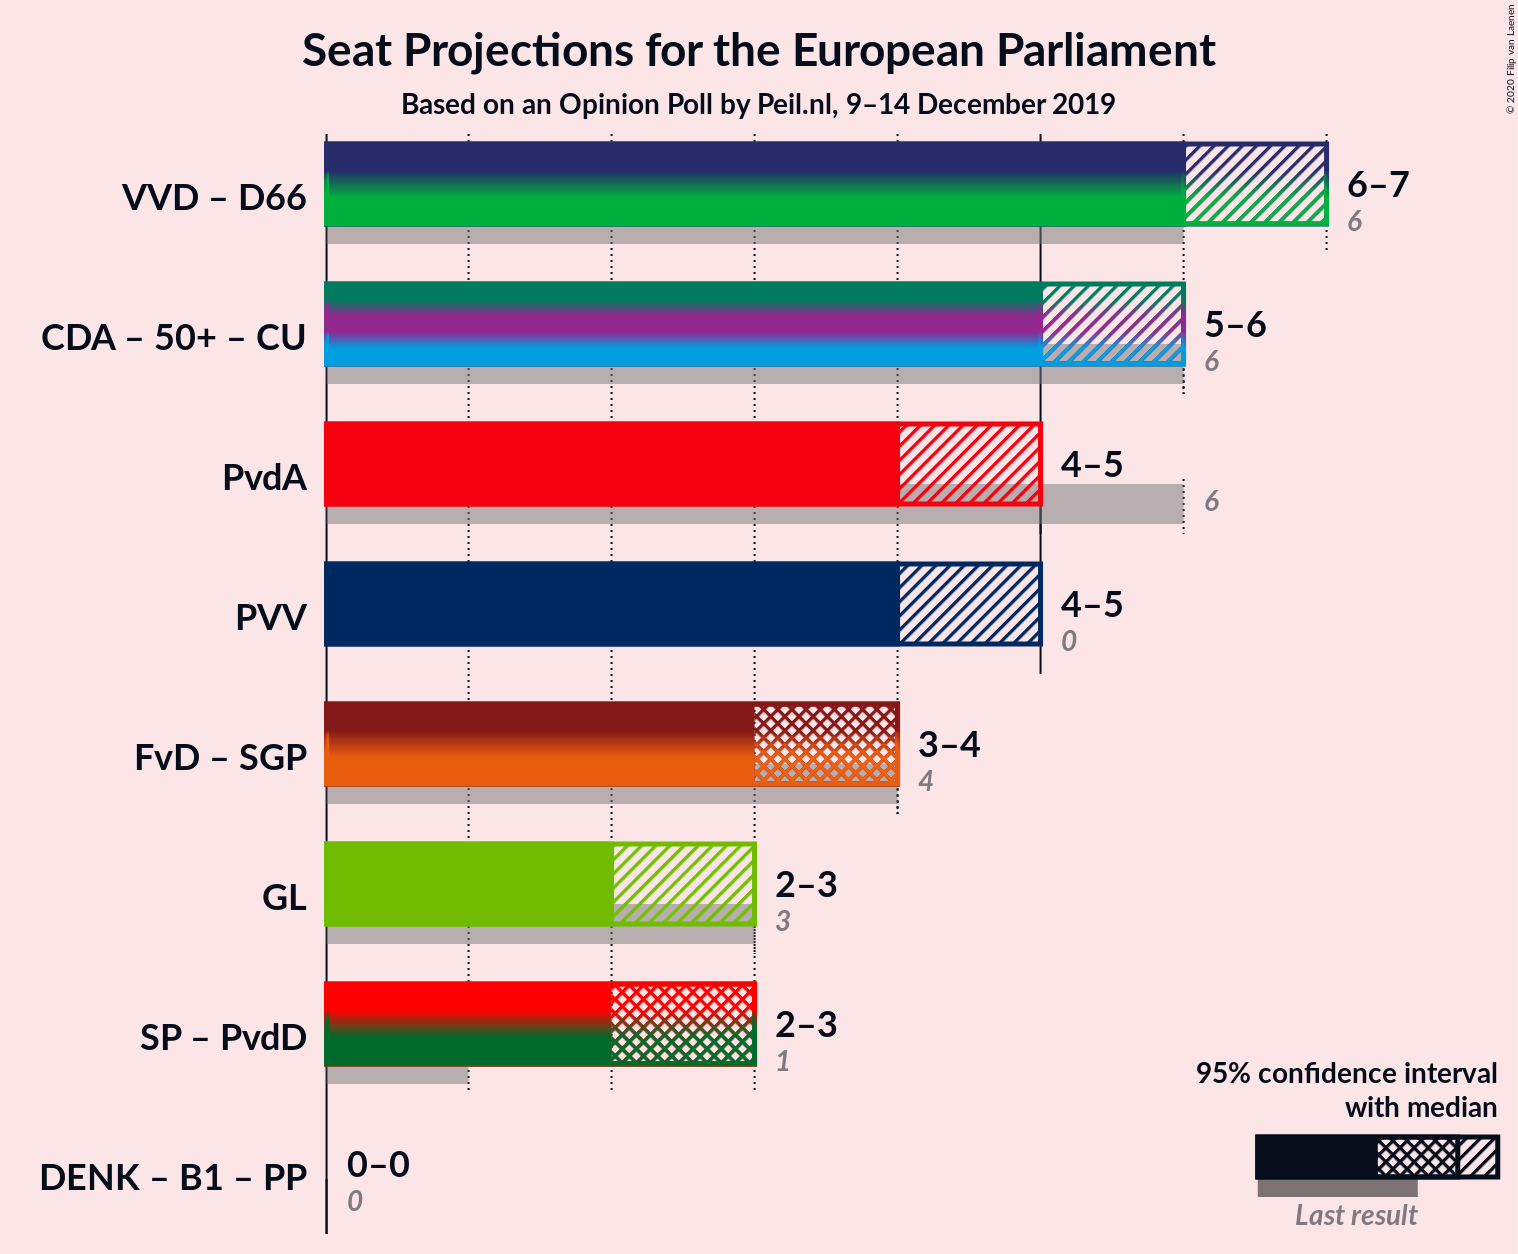 Seat Projections for the European Parliament
Based on an Opinion Poll by Peil.nl, 9–14 December 2019
© 2020 Filip van Laenen
VVD – D66
6–7
6
CDA – 50+ – CU
5–6
6
PvdA
4–5
6
PVV
4–5
0
FvD – SGP
3–4
4
GL
2–3
3
SP – PvdD
2–3
1
DENK – B1 – PP
0–0
0
95% confidence interval
with median
Last result